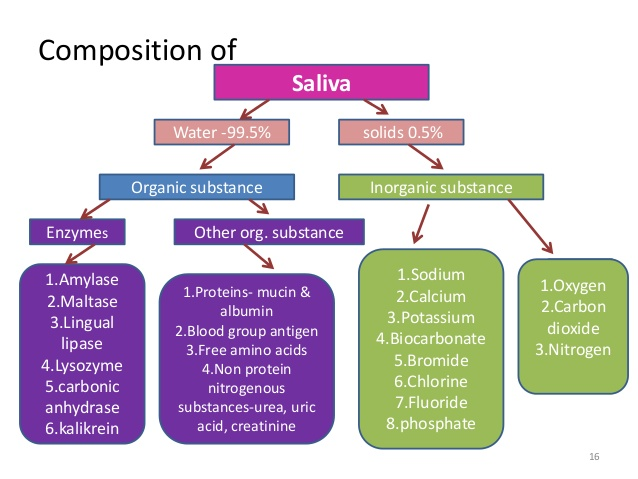 Composition of
Saliva
Water -99.5%
solids 0.5%
Organic substance
Inorganic substance
Enzymes
Other org. substance
1.Amylase
2.Maltase
3.Lingual
lipase
4.Lysozyme
5.carbonic
anhydrase
6.kalikrein
1.Proteins- mucin &
albumin
2.Blood group antigen
3.Free amino acids
4.Non protein
nitrogenous
substances-urea, uric
acid, creatinine
1.Sodium
2.Calcium
3.Potassium
4.Biocarbonate
5.Bromide
6.Chlorine
7.Fluoride
8.phosphate
1.Oxygen
2.Carbon
dioxide
3.Nitrogen
16